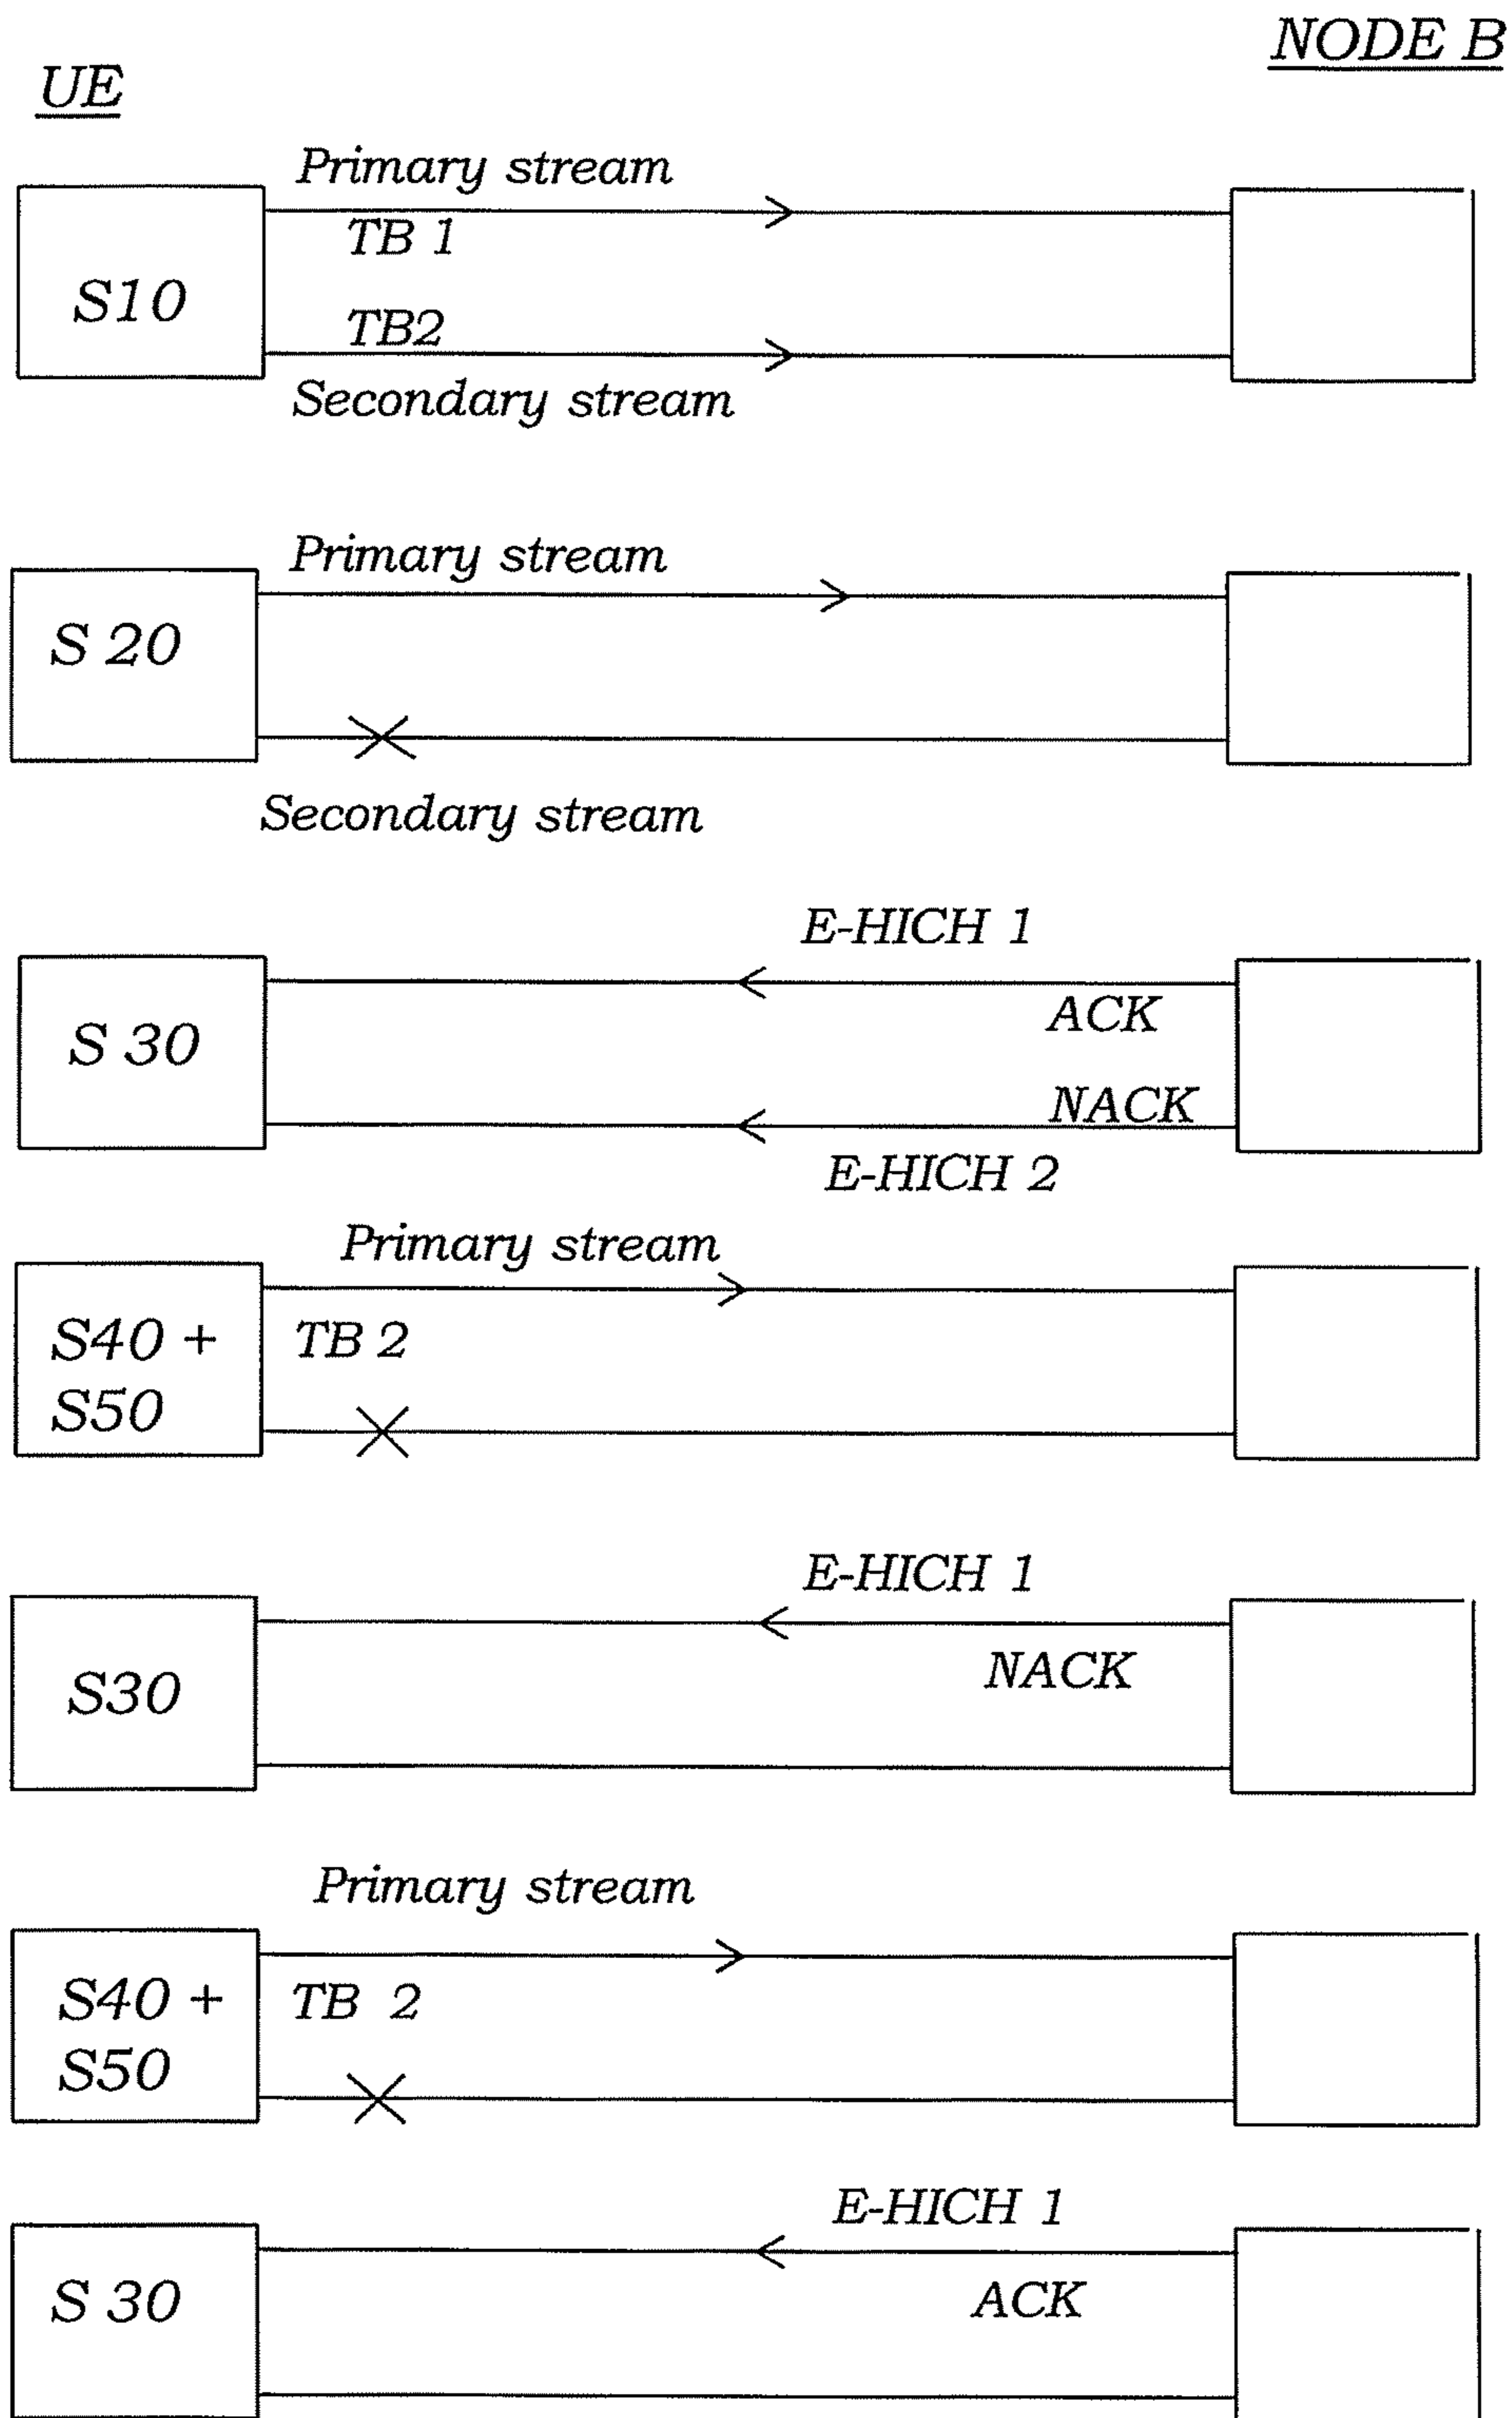 NODE B
UE
Primary stream
TB 1
S10
TB2
Secondary stream
Primary stream
S 20
Secondary stream
E-HICH 1
ACK
S 30
NACK
E-HICH 2
Primary stream
S40 +
TB 2
S50
E-HICH 1
NACK
S30
Primary stream
S40 +
TB 2
S50
E-HICH 1
ACK
S 30